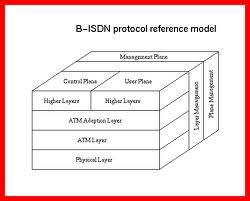 B-ISDN protocol reference model
Management Plane
Control Plane
User Plane
Higher Layers
Higher Layers
ATM Adeption Layer
ATM Layer
Physical Layer
Layer Management
Plane Management